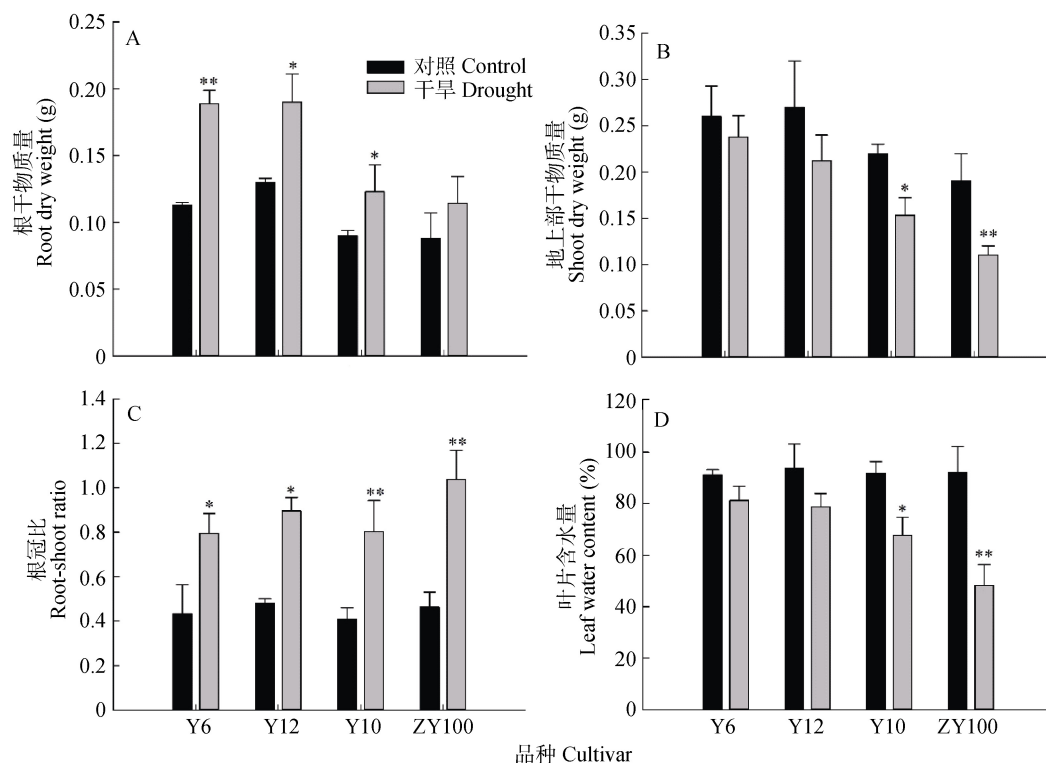 A
对照 Control
干旱 Drought
根干物质量
Root dry weight (g)
0.25
0.20
0.15
0.10
0.05
0
**
*
*
B
地上部干物质量
Shoot dry weight (g)
0.35
0.30
0.25
0.20
0.15
0.10
0.05
0
*
**
C
根冠比
Root-shoot ratio
1.4
1.2
1.0
0.8
0.6
0.4
0.2
0
*
*
**
**
Y6 Y12 Y10 ZY100
D
叶片含水量
Leaf water content (%)
120
100
80
60
40
20
0
*
**
Y6 Y12 Y10 ZY100
品种 Cultivar